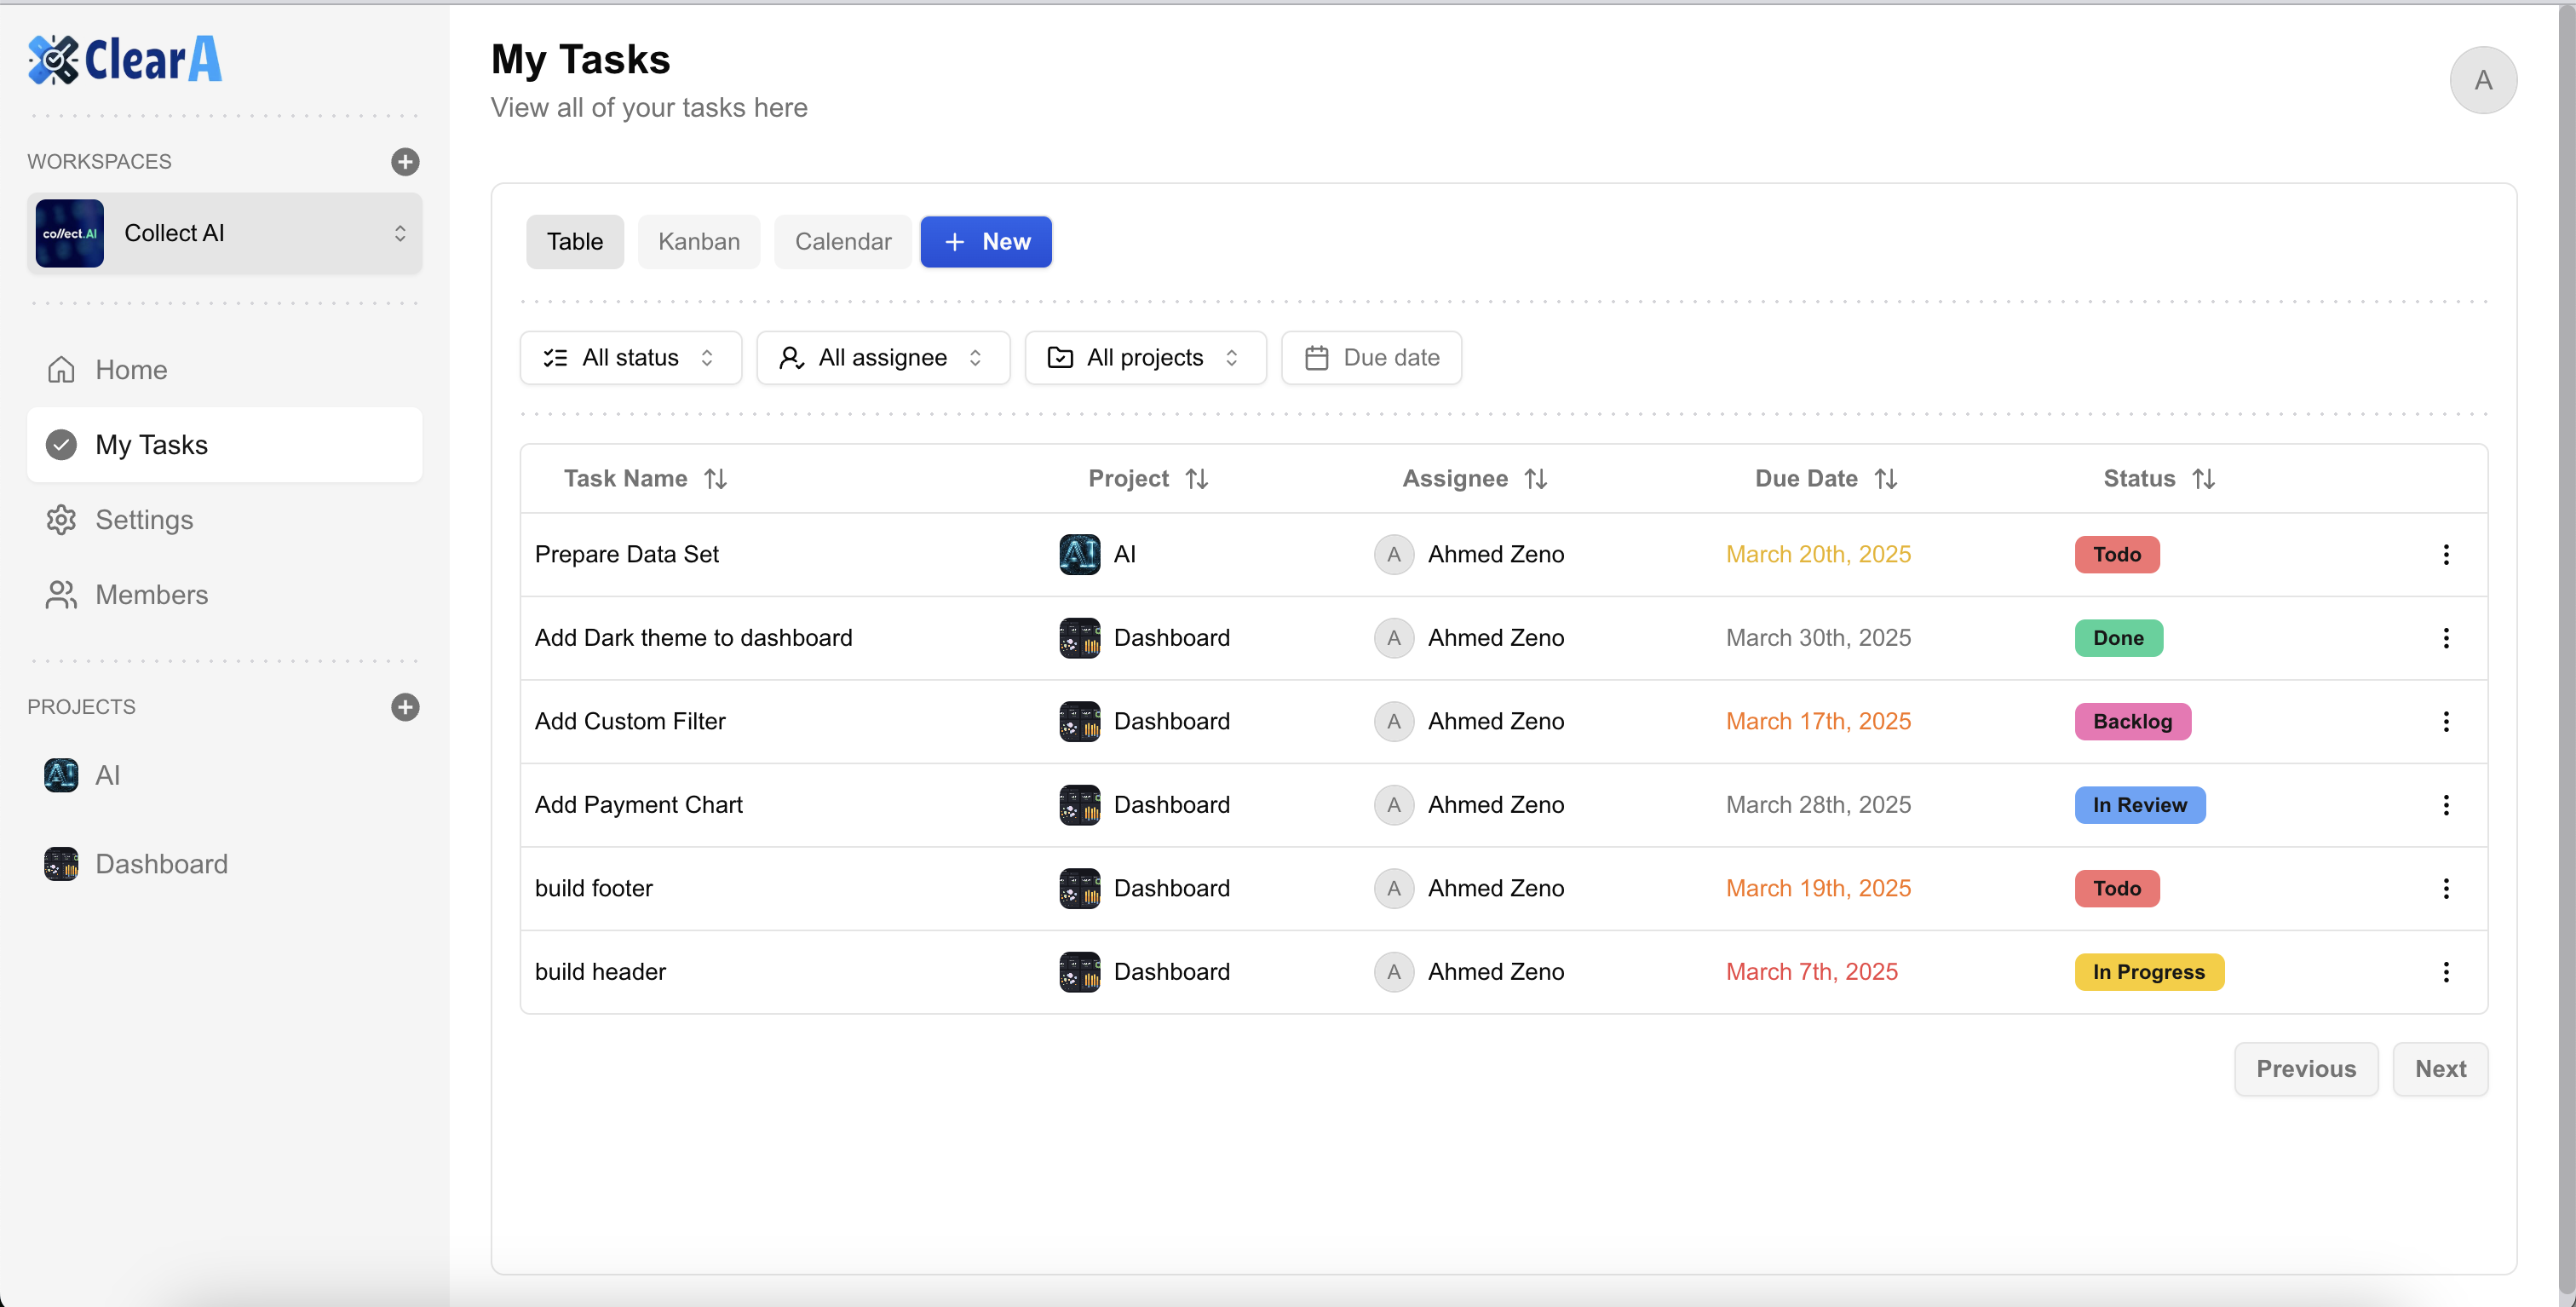 ClearA
WORKSPACES
collect.AI
Collect AI
Home
My Tasks
Settings
Members
PROJECTS
AI
AI
Dashboard
My Tasks
View all of your tasks here
A
Table Kanban Calendar + New
All status All assignee All projects Due date
Task Name Project Assignee Due Date Status
Prepare Data Set AI AI A Ahmed Zeno March 20th, 2025 Todo
Add Dark theme to dashboard Dashboard A Ahmed Zeno March 30th, 2025 Done
Add Custom Filter Dashboard A Ahmed Zeno March 17th, 2025 Backlog
Add Payment Chart Dashboard A Ahmed Zeno March 28th, 2025 In Review
build footer Dashboard A Ahmed Zeno March 19th, 2025 Todo
build header Dashboard A Ahmed Zeno March 7th, 2025 In Progress
Previous Next